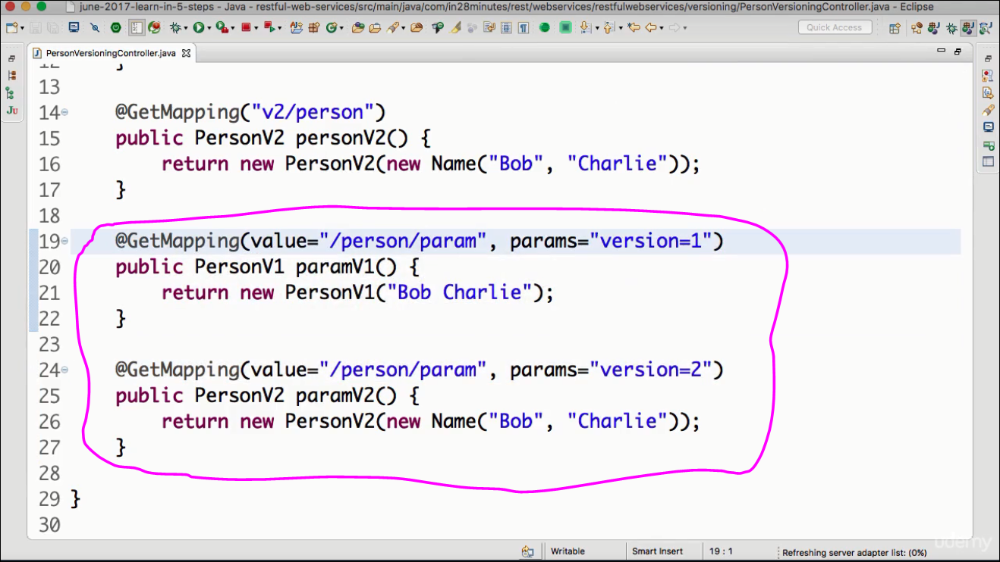 june-2017-learn-in-5-steps - Java - restful-web-services/src/main/java/com/in28minutes/rest/webservices/restfulwebservices/versioning/PersonVersioningController.java - Eclipse
Quick Access
PersonVersioningController.java
12 }
13
14 @GetMapping("v2/person")
15 public PersonV2 personV2() {
16 return new PersonV2(new Name("Bob", "Charlie"));
17 }
18
19 @GetMapping(value="/person/param", params="version=1")
20 public PersonV1 paramV1() {
21 return new PersonV1("Bob Charlie");
22 }
23
24 @GetMapping(value="/person/param", params="version=2")
25 public PersonV2 paramV2() {
26 return new PersonV2(new Name("Bob", "Charlie"));
27 }
28
29 }
30
Ju
udemy
Writable
Smart Insert
19 : 1
Refreshing server adapter list: (0%)